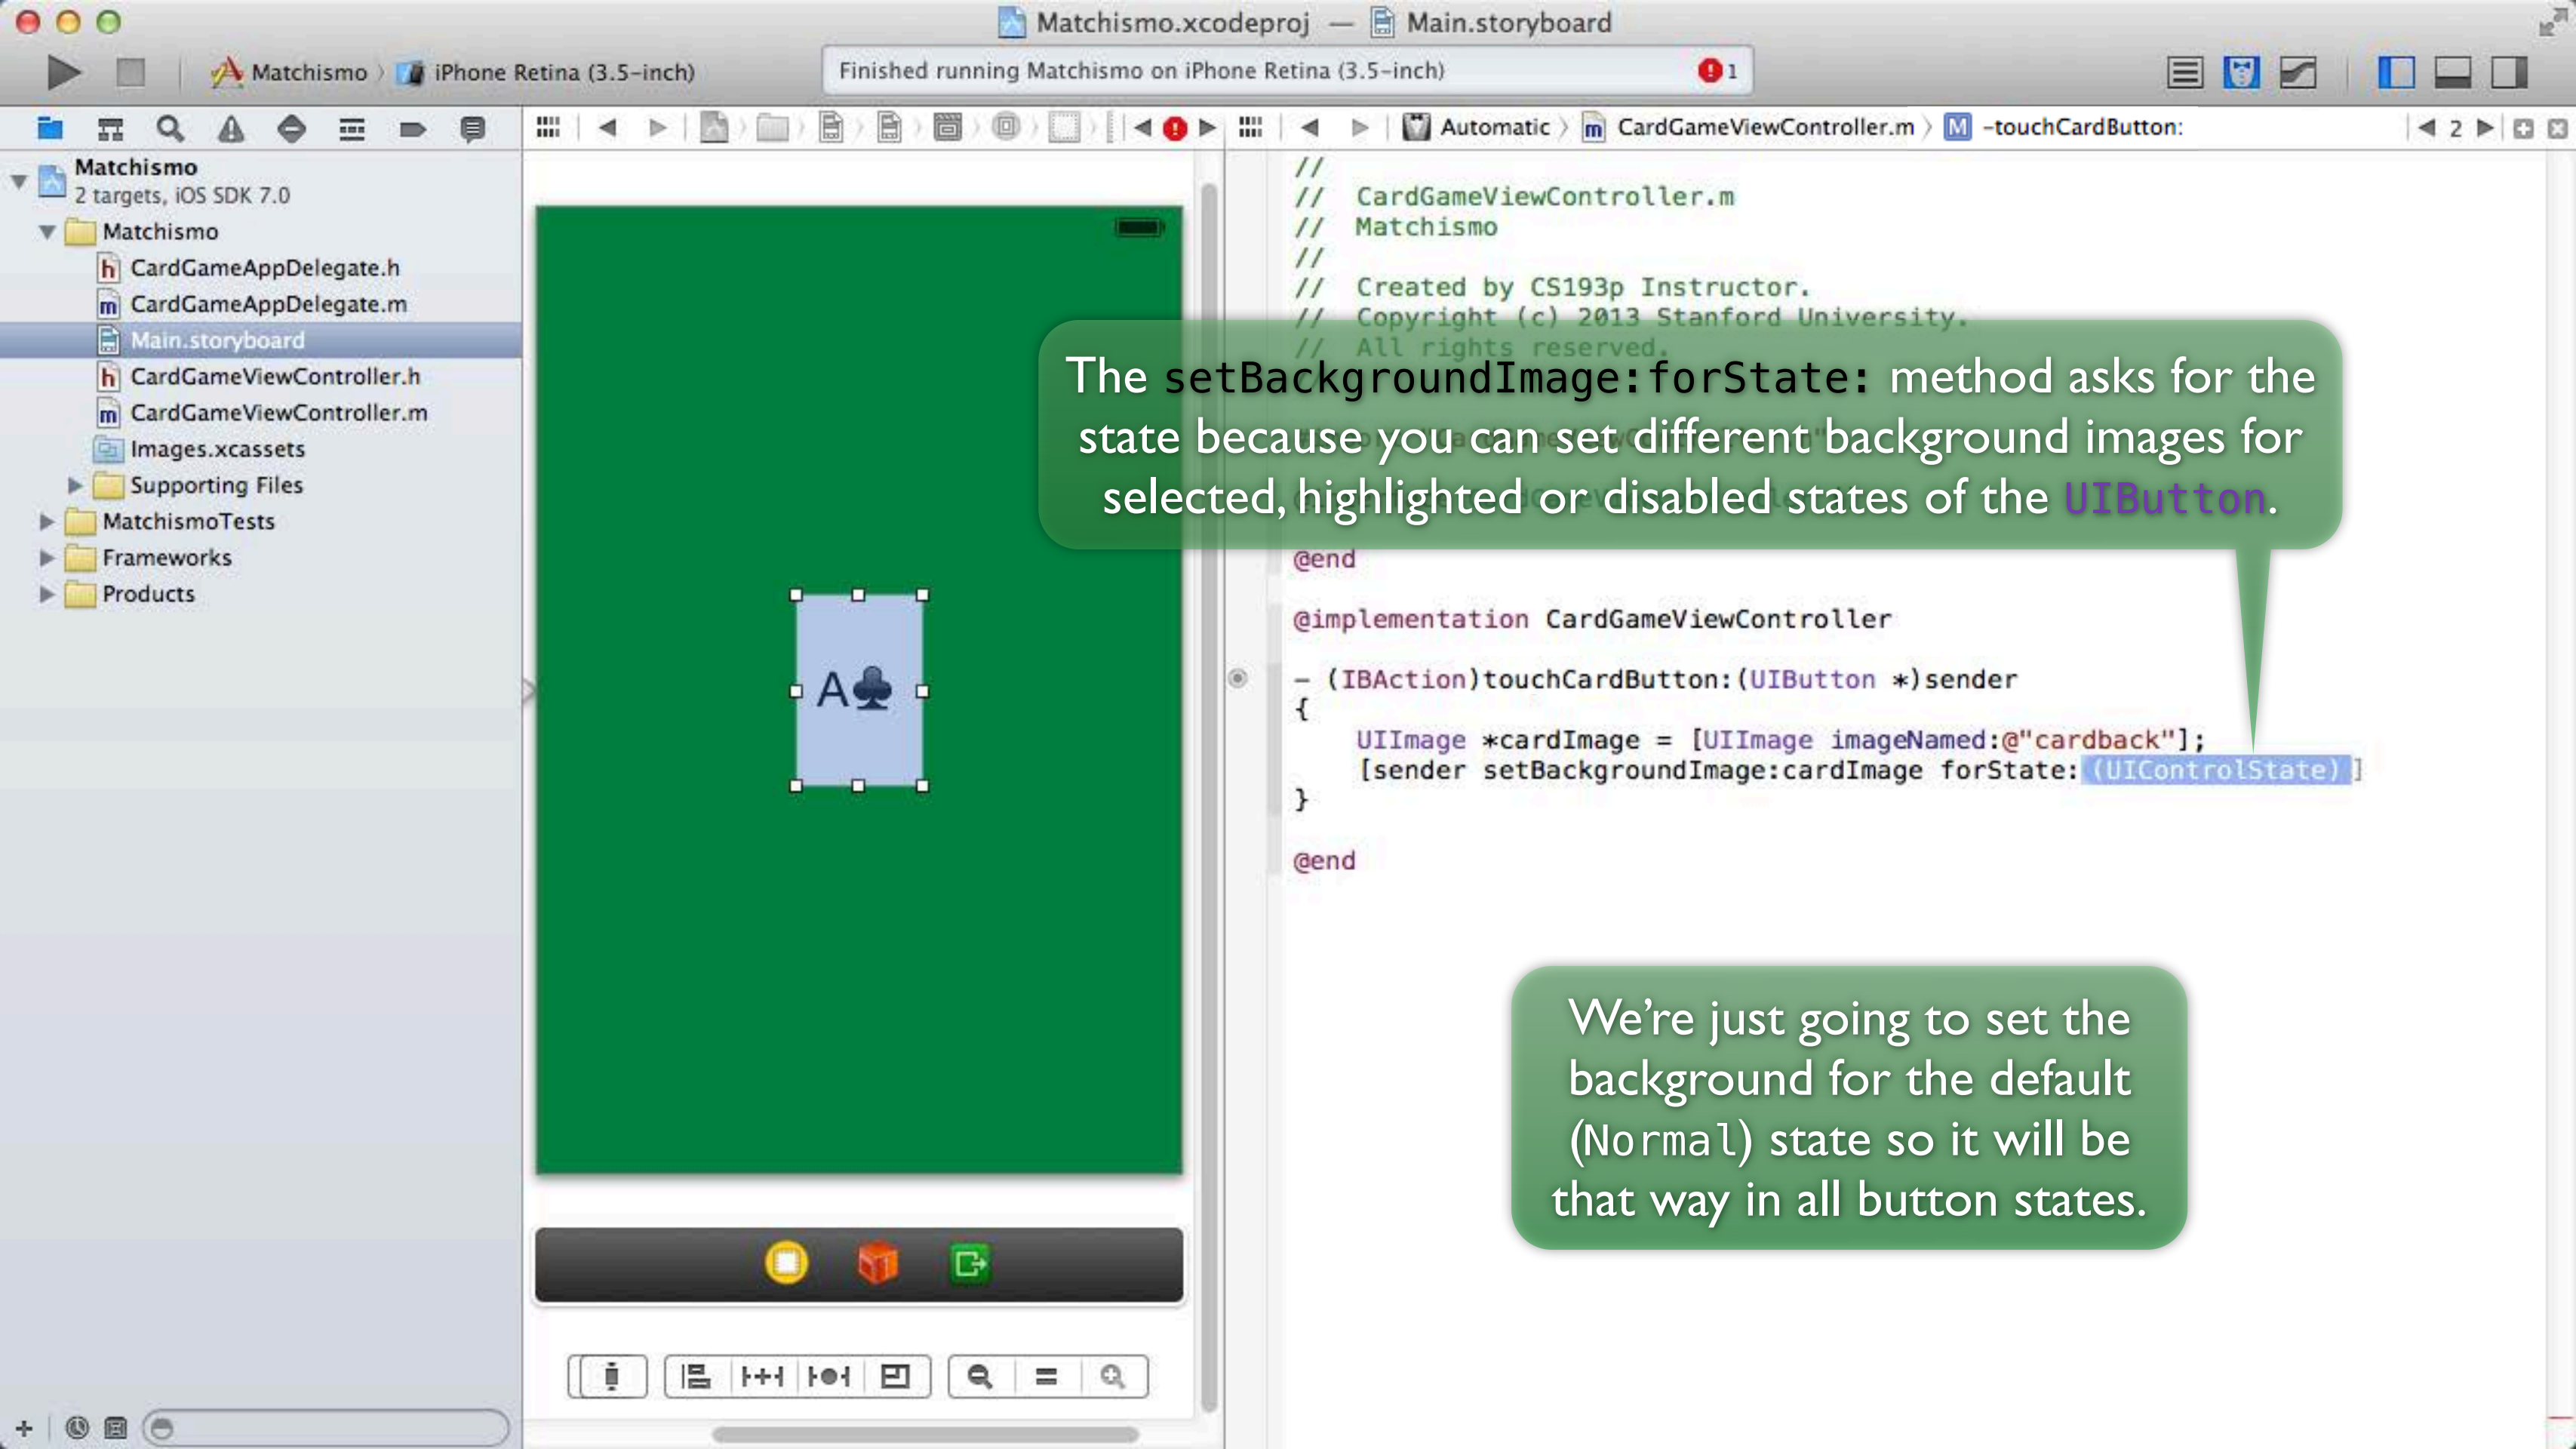 Matchismo.xcodeproj — Main.storyboard
Matchismo
iPhone Retina (3.5-inch)
Finished running Matchismo on iPhone Retina (3.5-inch)
1
Automatic
CardGameViewController.m
M -touchCardButton:
2
Matchismo
2 targets, iOS SDK 7.0
Matchismo
h CardGameAppDelegate.h
m CardGameAppDelegate.m
Main.storyboard
h CardGameViewController.h
m CardGameViewController.m
Images.xcassets
Supporting Files
MatchismoTests
Frameworks
Products
A♣
//
//  CardGameViewController.m
//  Matchismo
//
//  Created by CS193p Instructor.
//  Copyright (c) 2013 Stanford University.
//  All rights reserved.
The setBackgroundImage:forState: method asks for the
state because you can set different background images for
selected, highlighted or disabled states of the UIButton.
@end
@implementation CardGameViewController
- (IBAction)touchCardButton:(UIButton *)sender
{
UIImage *cardImage = [UIImage imageNamed:@"cardback"];
[sender setBackgroundImage:cardImage forState:(UIControlState)]
}
@end
We're just going to set the
background for the default
(Normal) state so it will be
that way in all button states.